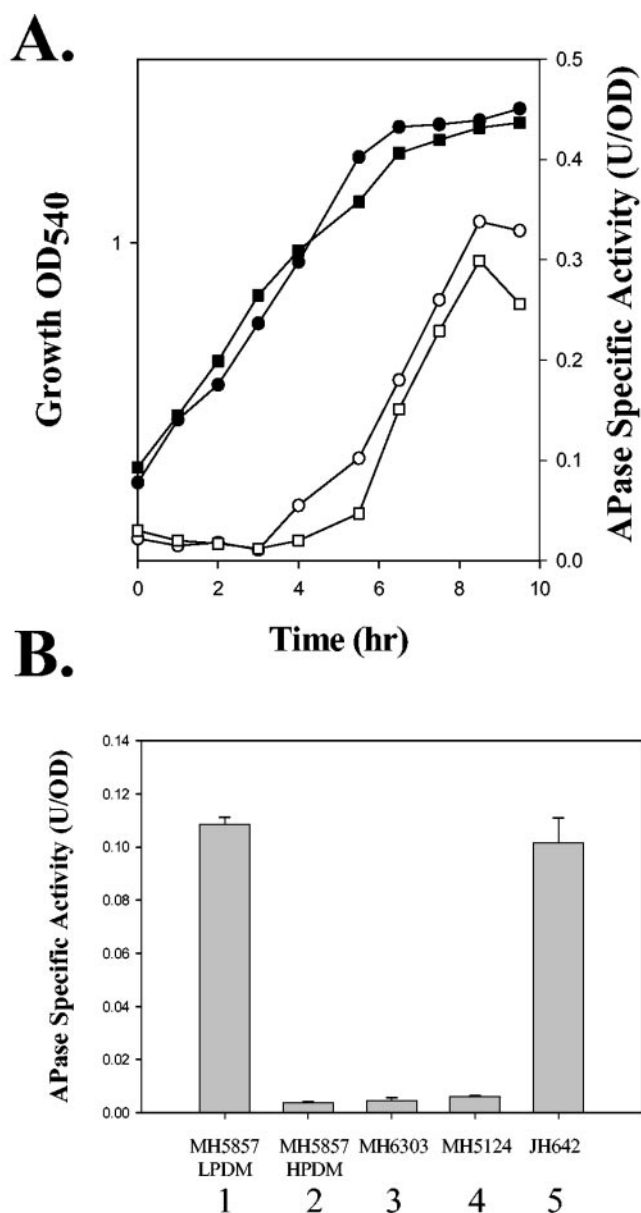 A.
Growth OD540
1
0.5
0.4
0.3
0.2
0.1
0.0
APase Specific Activity (U/OD)
0 2 4 6 8 10
Time (hr)
B.
APase Specific Activity (U/OD)
0.14
0.12
0.10
0.08
0.06
0.04
0.02
0.00
MH5857 MH5857 MH6303 MH5124 JH642
LPDM HPDM
1 2 3 4 5